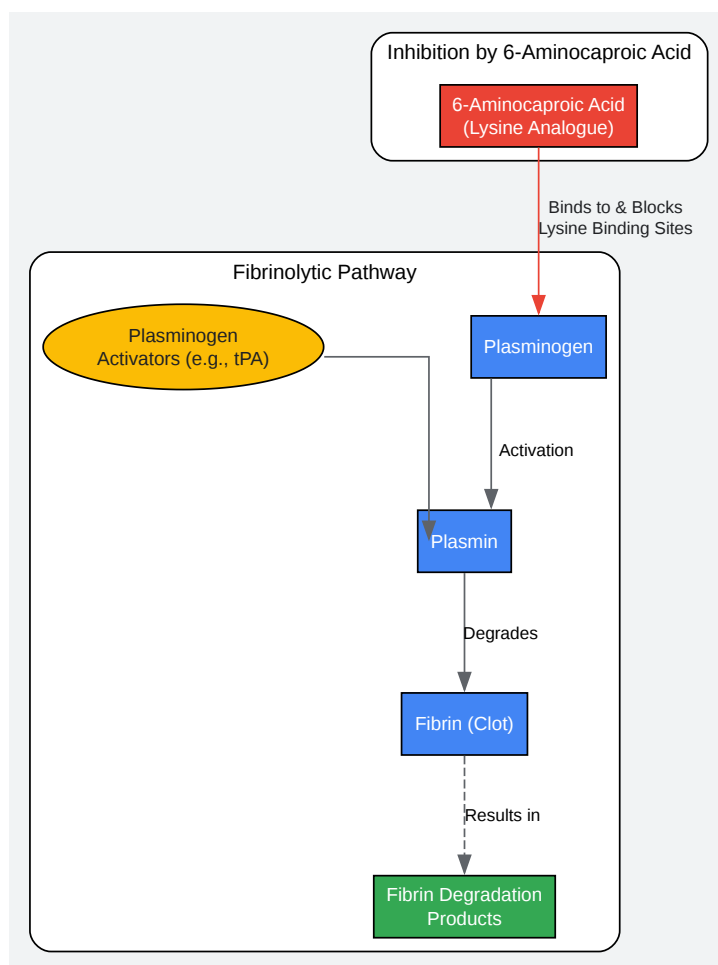 Inhibition by 6-Aminocaproic Acid
6-Aminocaproic Acid
(Lysine Analogue)
Binds to & Blocks
Lysine Binding Sites
Fibrinolytic Pathway
Plasminogen
Activators (e.g., tPA)
Plasminogen
Activation
Plasmin
Degrades
Fibrin (Clot)
Results in
Fibrin Degradation
Products